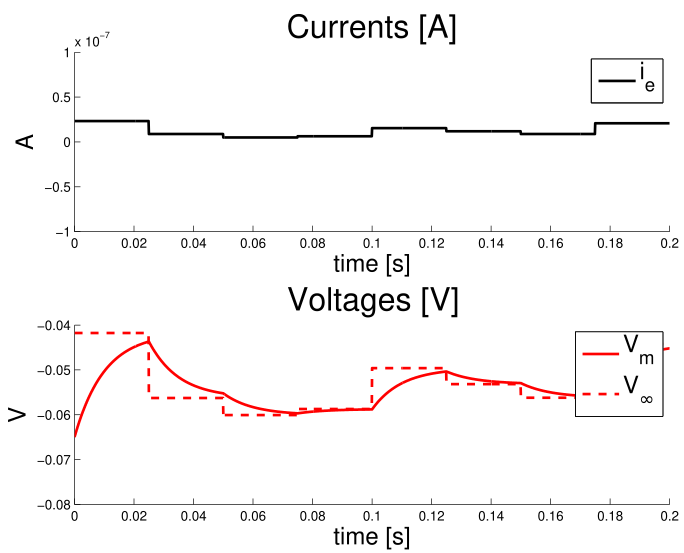 Currents [A]
x 10⁻⁷
1
0.5
0
−0.5
−1
A
i_e
0 0.02 0.04 0.06 0.08 0.1 0.12 0.14 0.16 0.18 0.2
time [s]
Voltages [V]
−0.04
−0.05
−0.06
−0.07
−0.08
V
V_m
V_∞
0 0.02 0.04 0.06 0.08 0.1 0.12 0.14 0.16 0.18 0.2
time [s]